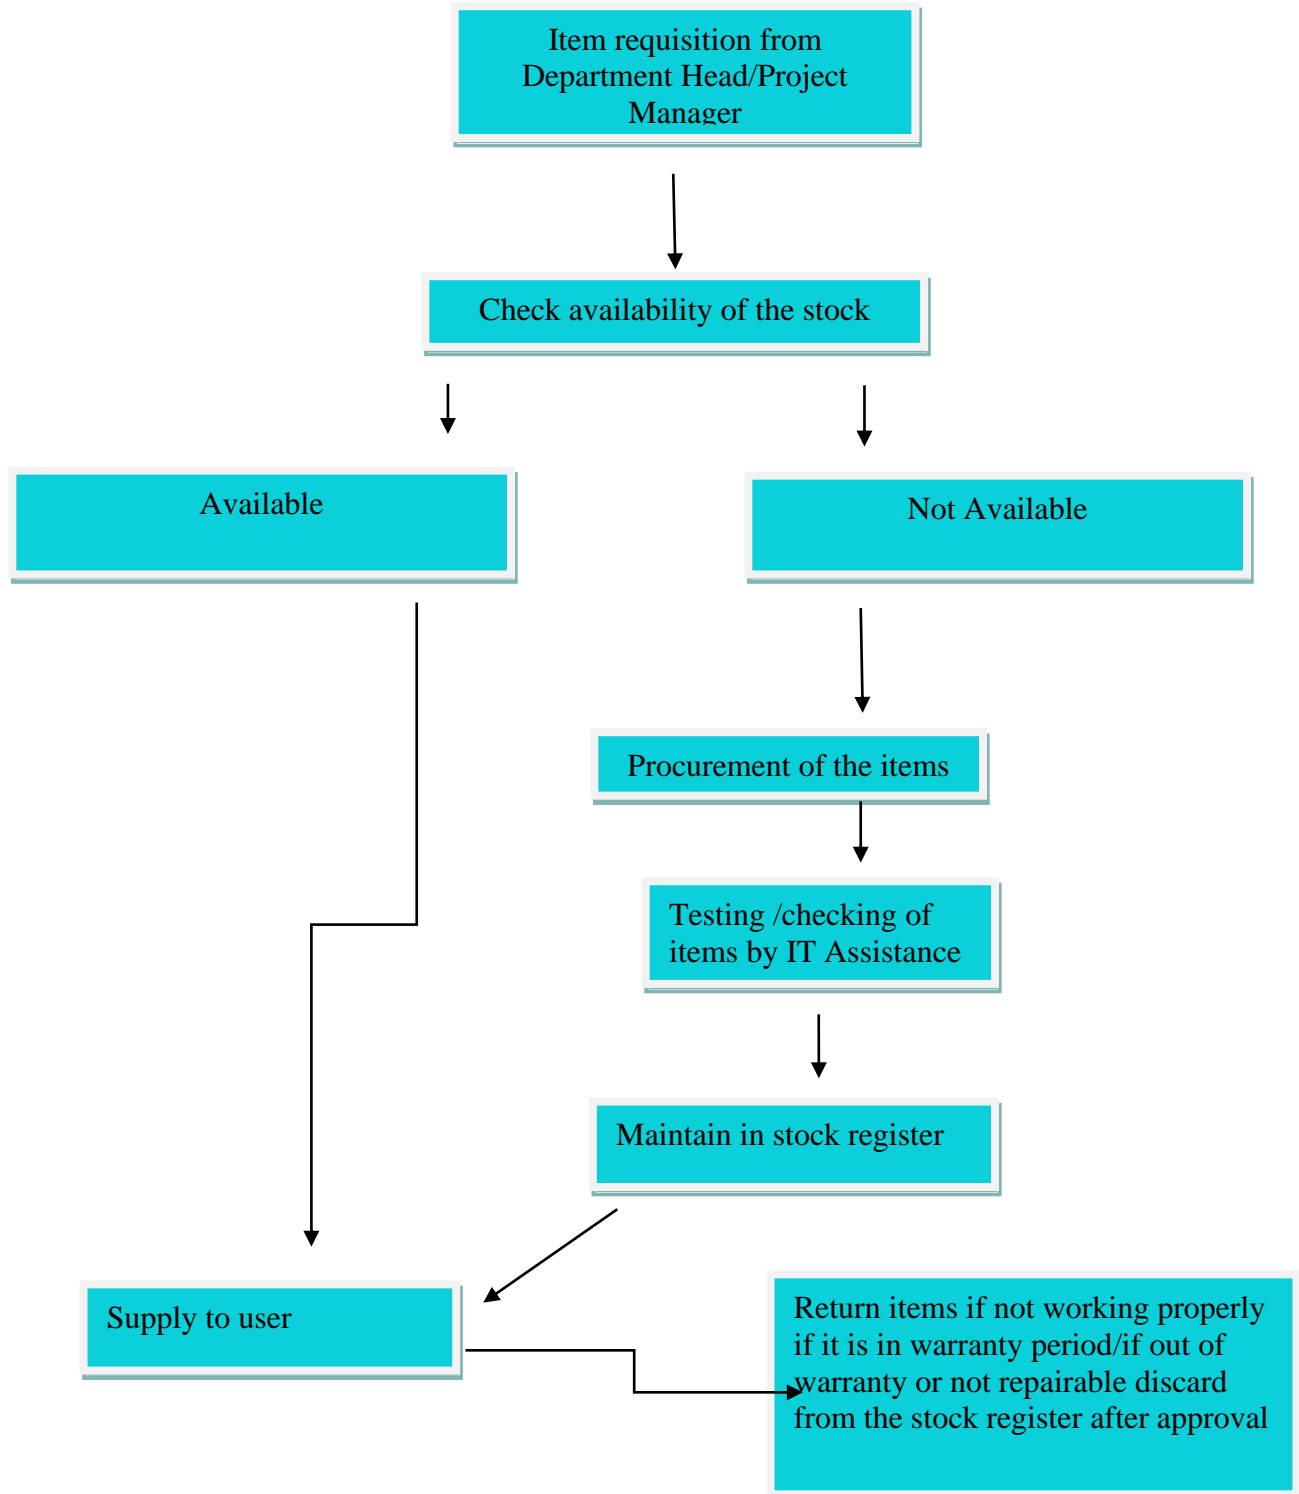 Item requisition from
Department Head/Project
Manager
Check availability of the stock
Available
Not Available
Procurement of the items
Testing /checking of
items by IT Assistance
Maintain in stock register
Supply to user
Return items if not working properly
if it is in warranty period/if out of
warranty or not repairable discard
from the stock register after approval